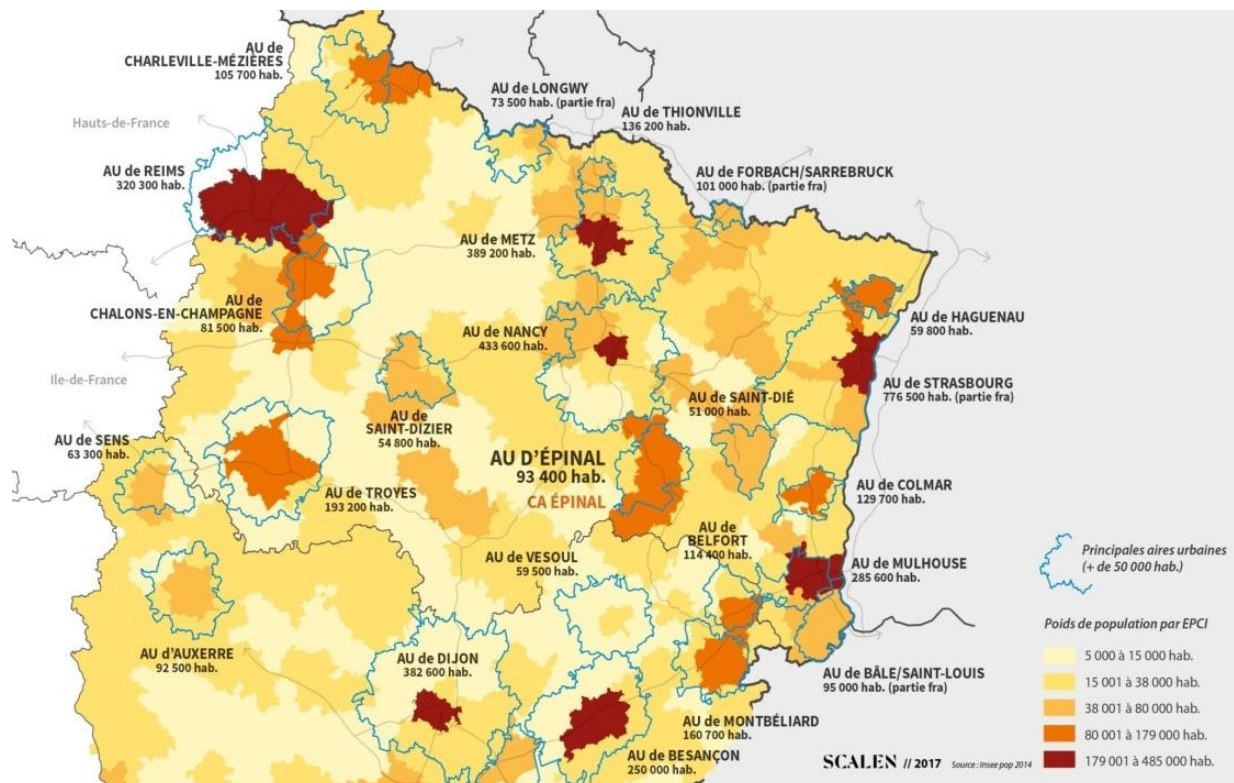 AU de
CHARLEVILLE-MÉZIÈRES
105 700 hab.
AU de LONGWY
73 500 hab. (partie fra)
AU de THIONVILLE
136 200 hab.
Hauts-de-France
AU de REIMS
320 300 hab.
AU de FORBACH/SARREBRUCK
101 000 hab. (partie fra)
AU de METZ
389 200 hab.
AU de
CHALONS-EN-CHAMPAGNE
81 500 hab.
AU de NANCY
433 600 hab.
AU de HAGUENAU
59 800 hab.
Ile-de-France
AU de STRASBOURG
776 500 hab. (partie fra)
AU de SAINT-DIÉ
51 000 hab.
AU de
SAINT-DIZIER
54 800 hab.
AU de SENS
63 300 hab.
AU D'ÉPINAL
93 400 hab.
CA ÉPINAL
AU de TROYES
193 200 hab.
AU de COLMAR
129 700 hab.
AU de
BELFORT
114 400 hab.
AU de VESOUL
59 500 hab.
AU de MULHOUSE
285 600 hab.
AU d'AUXERRE
92 500 hab.
AU de DIJON
382 600 hab.
AU de BÂLE/SAINT-LOUIS
95 000 hab. (partie fra)
AU de MONTBÉLIARD
160 700 hab.
AU de BESANÇON
250 000 hab.
Principales aires urbaines
(+ de 50 000 hab.)
Poids de population par EPCI
5 000 à 15 000 hab.
15 001 à 38 000 hab.
38 001 à 80 000 hab.
80 001 à 179 000 hab.
179 001 à 485 000 hab.
SCALEN // 2017 Source : Insee pop 2014